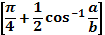 [π/4 + 1/2 cos⁻¹ a/b]